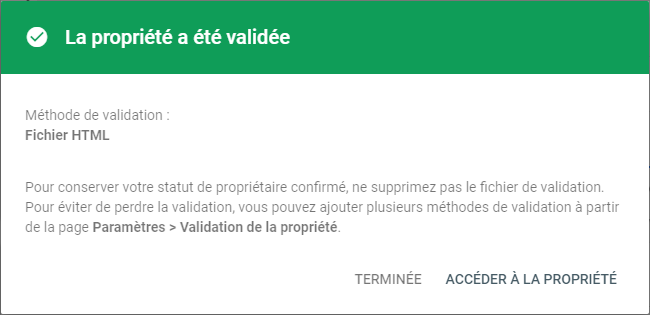 La propriété a été validée
Méthode de validation :
Fichier HTML
Pour conserver votre statut de propriétaire confirmé, ne supprimez pas le fichier de validation.
Pour éviter de perdre la validation, vous pouvez ajouter plusieurs méthodes de validation à partir
de la page Paramètres > Validation de la propriété.
TERMINÉE ACCÉDER À LA PROPRIÉTÉ